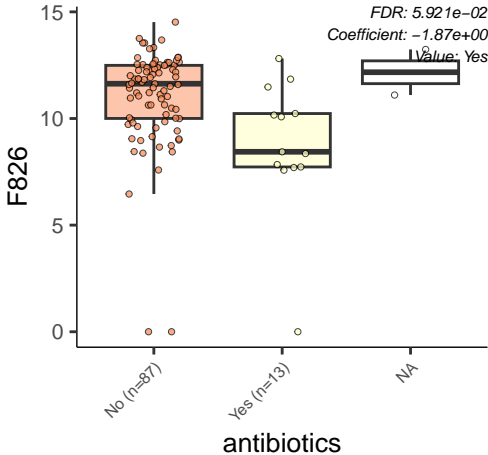 FDR: 5.921e−02
Coefficient: −1.87e+00
Value: Yes
15
10
5
0
F826
No (n=87)
Yes (n=13)
NA
antibiotics